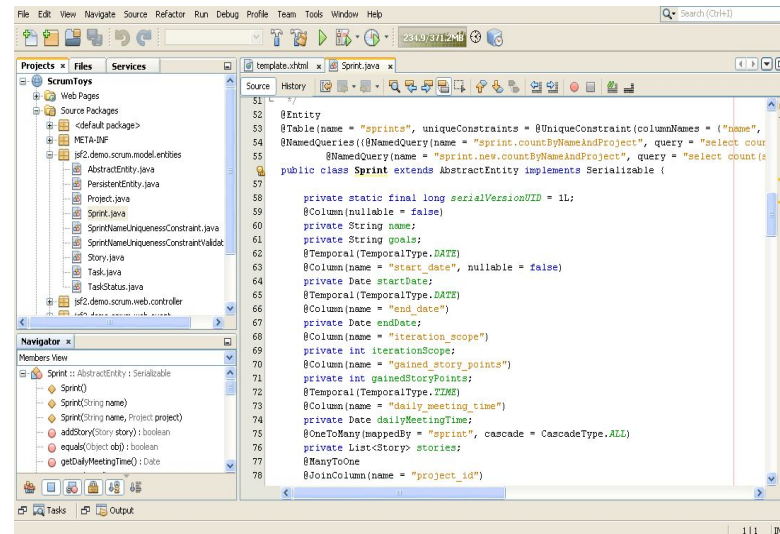 File Edit View Navigate Source Refactor Run Debug Profile Team Tools Window Help
Search (Ctrl+I)
234.9/371.2MB
Projects Files Services
ScrumToys
Web Pages
Source Packages
<default package>
META-INF
jsf2.demo.scrum.model.entities
AbstractEntity.java
PersistentEntity.java
Project.java
Sprint.java
SprintNameUniquenessConstraint.java
SprintNameUniquenessConstraintValidat
Story.java
Task.java
TaskStatus.java
jsf2.demo.scrum.web.controller
jsf2.demo.scrum.web.event
Navigator
Members View
Sprint :: AbstractEntity : Serializable
Sprint()
Sprint(String name)
Sprint(String name, Project project)
addStory(Story story) : boolean
equals(Object obj) : boolean
getDailyMeetingTime() : Date
template.xhtml Sprint.java
Source History
51 */
52 @Entity
53 @Table(name = "sprints", uniqueConstraints = @UniqueConstraint(columnNames = {"name",
54 @NamedQueries({@NamedQuery(name = "sprint.countByNameAndProject", query = "select coun
55 @NamedQuery(name = "sprint.new.countByNameAndProject", query = "select count(s
public class Sprint extends AbstractEntity implements Serializable {
57
58 private static final long serialVersionUID = 1L;
59 @Column(nullable = false)
60 private String name;
61 private String goals;
62 @Temporal(TemporalType.DATE)
63 @Column(name = "start_date", nullable = false)
64 private Date startDate;
65 @Temporal(TemporalType.DATE)
66 @Column(name = "end_date")
67 private Date endDate;
68 @Column(name = "iteration_scope")
69 private int iterationScope;
70 @Column(name = "gained_story_points")
71 private int gainedStoryPoints;
72 @Temporal(TemporalType.TIME)
73 @Column(name = "daily_meeting_time")
74 private Date dailyMeetingTime;
75 @OneToMany(mappedBy = "sprint", cascade = CascadeType.ALL)
76 private List<Story> stories;
77 @ManyToOne
78 @JoinColumn(name = "project_id")
Tasks Output
1|1 IN